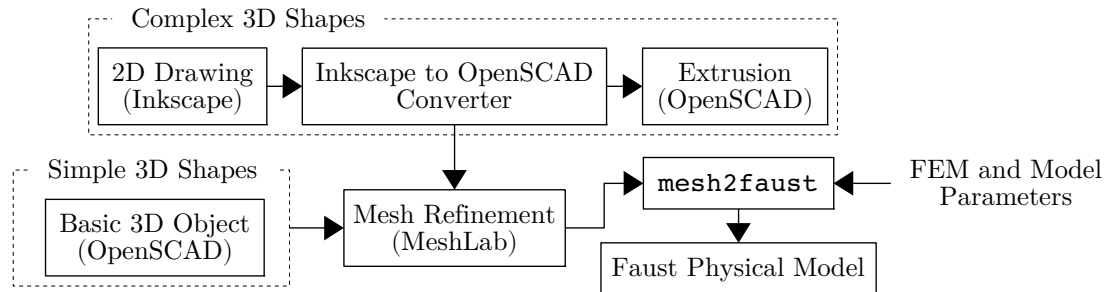 Complex 3D Shapes
2D Drawing
(Inkscape)
Inkscape to OpenSCAD
Converter
Extrusion
(OpenSCAD)
Simple 3D Shapes
Basic 3D Object
(OpenSCAD)
Mesh Refinement
(MeshLab)
mesh2faust
FEM and Model
Parameters
Faust Physical Model